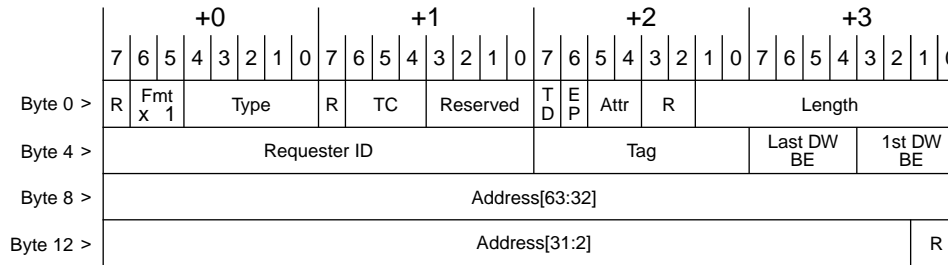 +0 +1 +2 +3
7 6 5 4 3 2 1 0 7 6 5 4 3 2 1 0 7 6 5 4 3 2 1 0 7 6 5 4 3 2 1
Byte 0 > R Fmt x 1 Type R TC Reserved TD EP Attr R Length
Byte 4 > Requester ID Tag Last DW BE 1st DW BE
Byte 8 > Address[63:32]
Byte 12 > Address[31:2] R